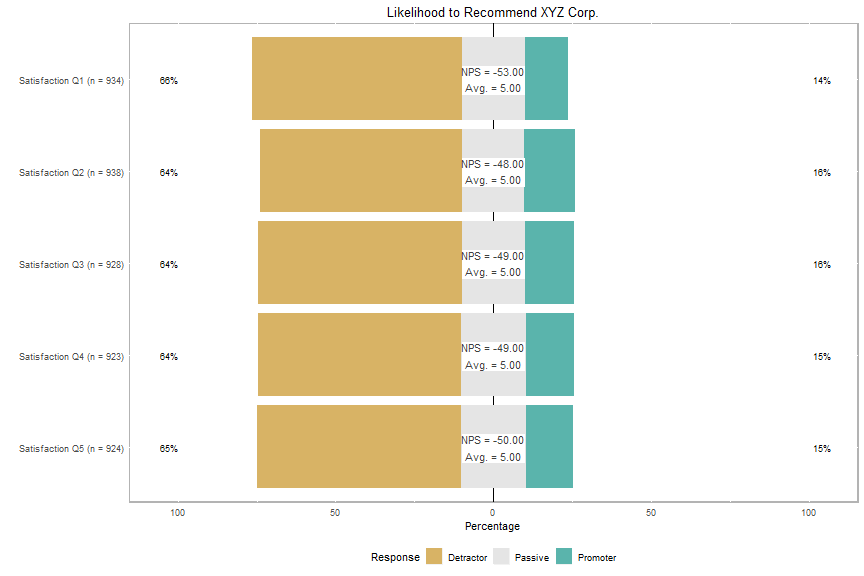 Likelihood to Recommend XYZ Corp.
Satisfaction Q1 (n = 934)
66%
NPS = -53.00
Avg. = 5.00
14%
Satisfaction Q2 (n = 938)
64%
NPS = -48.00
Avg. = 5.00
16%
Satisfaction Q3 (n = 928)
64%
NPS = -49.00
Avg. = 5.00
16%
Satisfaction Q4 (n = 923)
64%
NPS = -49.00
Avg. = 5.00
15%
Satisfaction Q5 (n = 924)
65%
NPS = -50.00
Avg. = 5.00
15%
100 50 0 50 100
Percentage
Response Detractor Passive Promoter